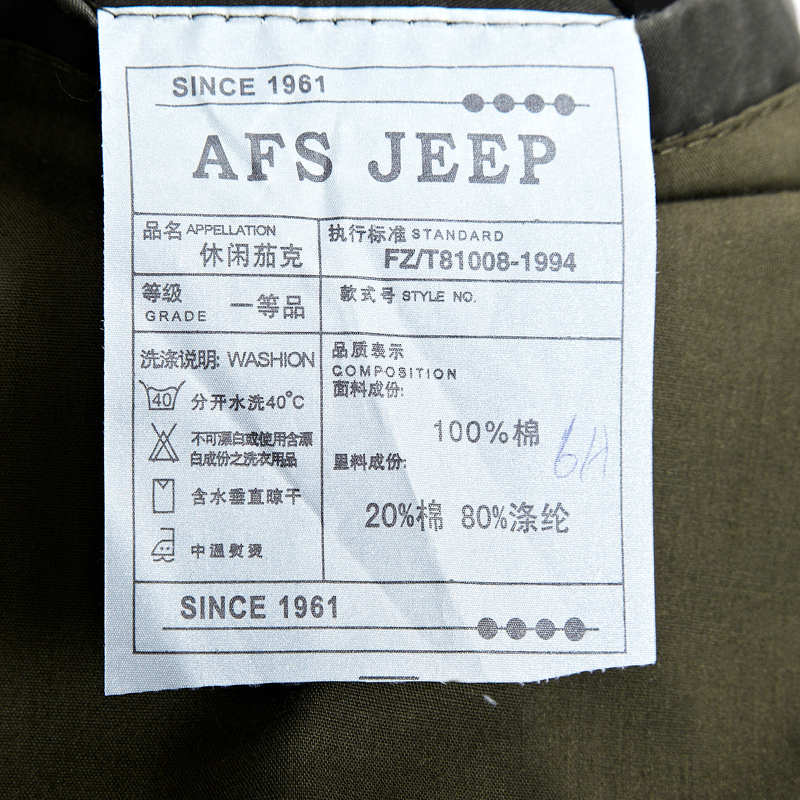 SINCE 1961
AFS JEEP
品名 APPELLATION
休闲茄克
执行标准 STANDARD
FZ/T81008-1994
等级
GRADE
一等品
款式号 STYLE NO.
洗涤说明: WASHION
40 分开水洗40°C
不可漂白或使用含漂
白成份之洗衣用品
含水垂直晾干
中溫熨烫
品质表示
COMPOSITION
面料成份:
100%棉
里料成份:
20%棉 80%涤纶
SINCE 1961